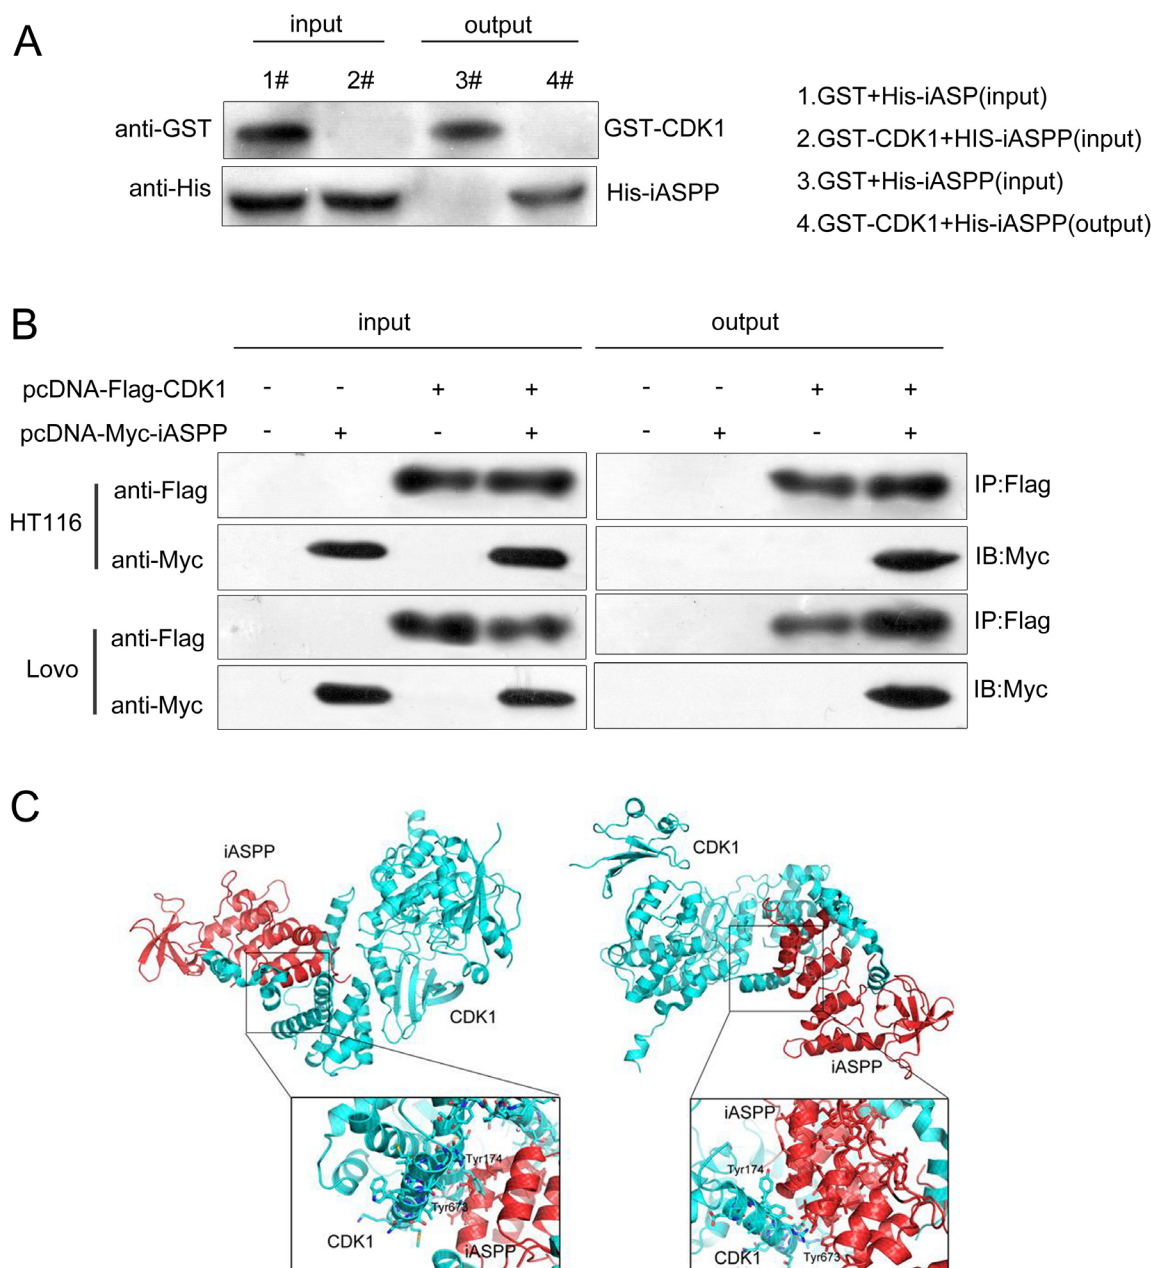 A
input output
1# 2# 3# 4#
anti-GST GST-CDK1
anti-His His-iASPP
1.GST+His-iASP(input)
2.GST-CDK1+HIS-iASPP(input)
3.GST+His-iASPP(input)
4.GST-CDK1+His-iASPP(output)
B
input output
pcDNA-Flag-CDK1 - - + + - - + +
pcDNA-Myc-iASPP - + - + - + - +
HT116
anti-Flag IP:Flag
anti-Myc IB:Myc
Lovo
anti-Flag IP:Flag
anti-Myc IB:Myc
C
iASPP
CDK1
CDK1
iASPP
Tyr174
Tyr673
CDK1
iASPP
iASPP
Tyr174
CDK1
Tyr673